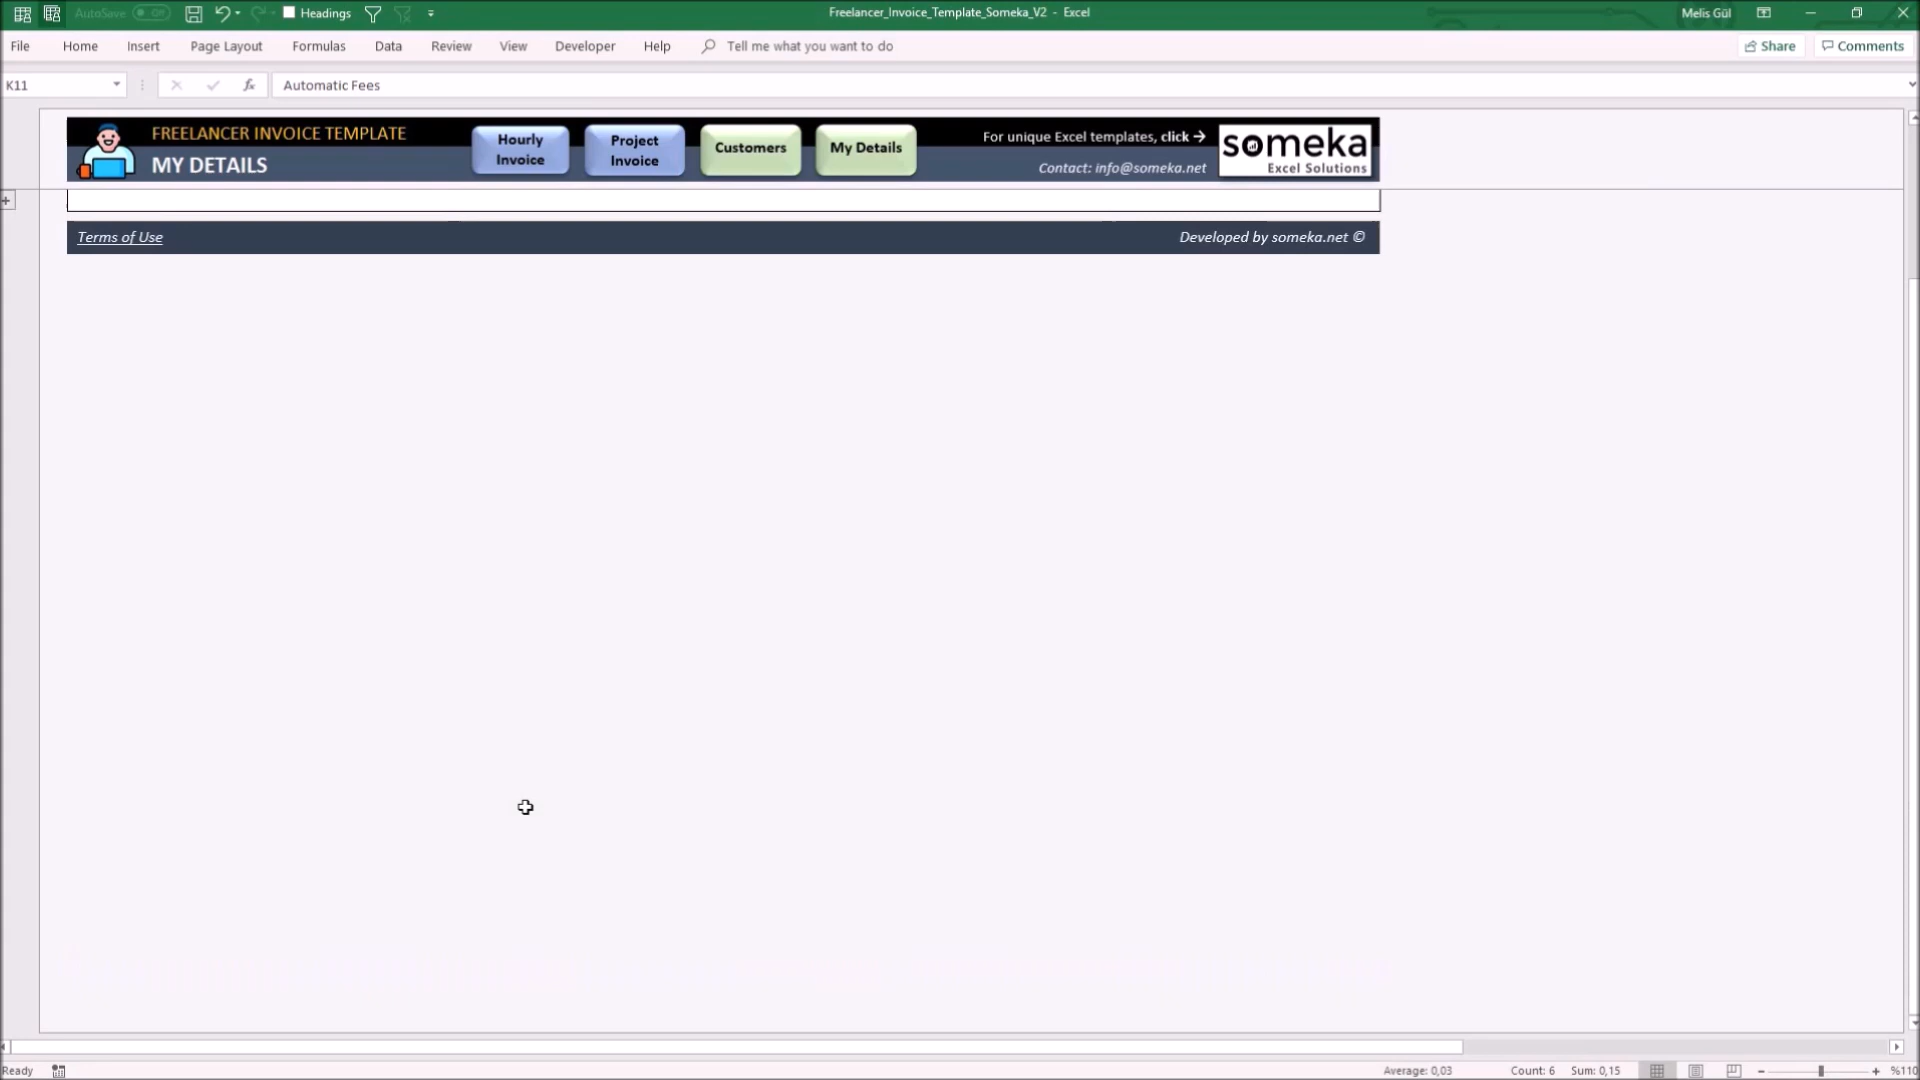 AutoSave Off Headings Freelancer_Invoice_Template_Someka_V2 - Excel Melis Gül
File Home Insert Page Layout Formulas Data Review View Developer Help Tell me what you want to do Share Comments
K11 fx Automatic Fees
FREELANCER INVOICE TEMPLATE
MY DETAILS
Hourly
Invoice
Project
Invoice
Customers
My Details
For unique Excel templates, click →
Contact: info@someka.net
someka
Excel Solutions
Terms of Use Developed by someka.net ©
Ready Average: 0,03 Count: 6 Sum: 0,15 %110